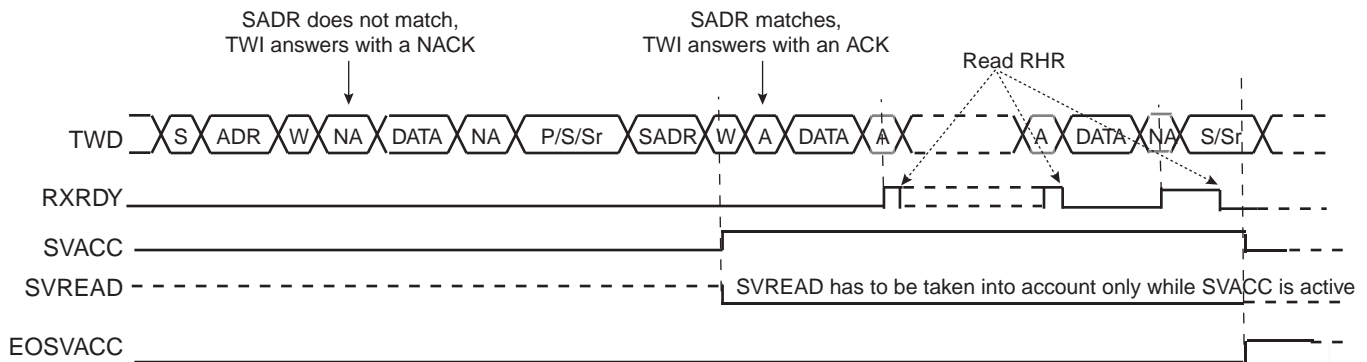 SADR does not match,
TWI answers with a NACK
SADR matches,
TWI answers with an ACK
Read RHR
TWD S ADR W NA DATA NA P/S/Sr SADR W A DATA A A DATA NA S/Sr
RXRDY
SVACC
SVREAD SVREAD has to be taken into account only while SVACC is active
EOSVACC